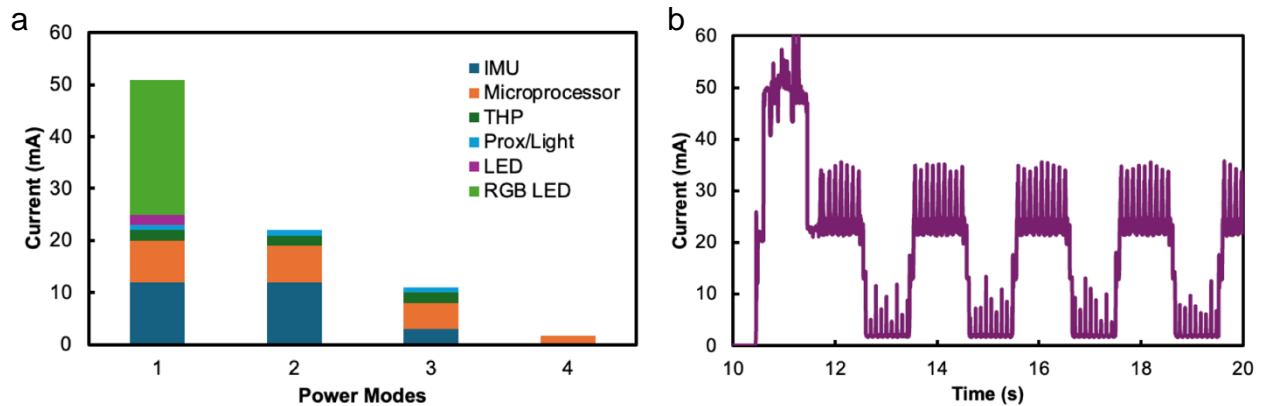 a
60
50
40
30
20
10
0
Current (mA)
IMU
Microprocessor
THP
Prox/Light
LED
RGB LED
1 2 3 4
Power Modes
b
60
50
40
30
20
10
0
Current (mA)
10 12 14 16 18 20
Time (s)